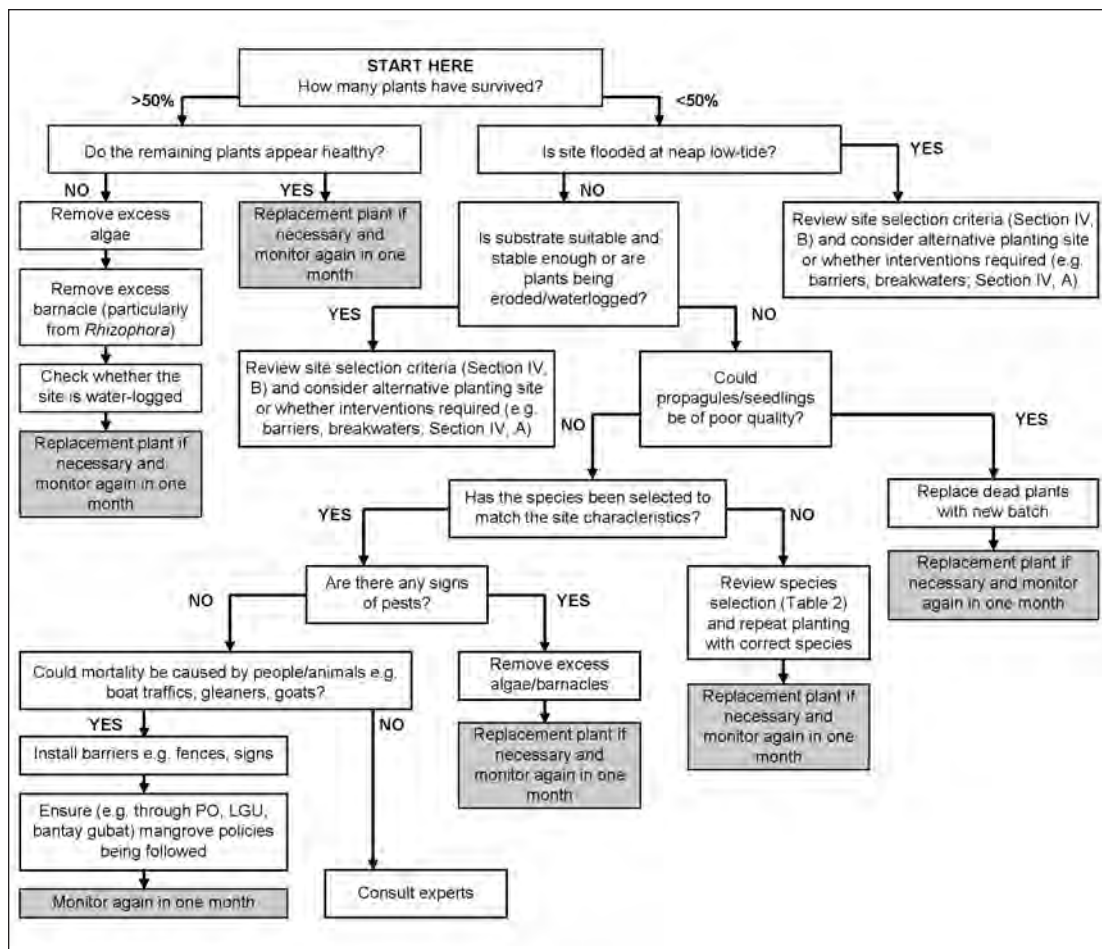 START HERE
How many plants have survived?
>50%
<50%
Do the remaining plants appear healthy?
Is site flooded at neap low-tide?
YES
NO
YES
NO
Remove excess
algae
Replacement plant if
necessary and
monitor again in one
month
Is substrate suitable and
stable enough or are
plants being
eroded/waterlogged?
Review site selection criteria (Section IV,
B) and consider alternative planting site
or whether interventions required (e.g.
barriers, breakwaters; Section IV, A)
Remove excess
barnacle (particularly
from Rhizophora)
YES
NO
Check whether the
site is water-logged
Review site selection criteria (Section IV,
B) and consider alternative planting site
or whether interventions required (e.g.
barriers, breakwaters; Section IV, A)
Could
propagules/seedlings
be of poor quality?
Replacement plant if
necessary and
monitor again in one
month
NO
YES
Has the species been selected to
match the site characteristics?
Replace dead plants
with new batch
YES
NO
Replacement plant if
necessary and monitor
again in one month
Are there any signs
of pests?
Review species
selection (Table 2)
and repeat planting
with correct species
NO
YES
Could mortality be caused by people/animals e.g.
boat traffics, gleaners, goats?
Remove excess
algae/barnacles
Replacement plant if
necessary and
monitor again in one
month
YES
NO
Replacement plant if
necessary and
monitor again in one
month
Install barriers e.g. fences, signs
Ensure (e.g. through PO, LGU,
bantay gubat) mangrove policies
being followed
Consult experts
Monitor again in one month